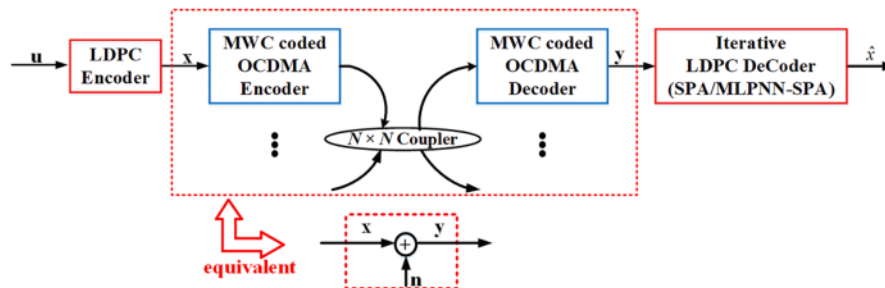 u
LDPC
Encoder
x
MWC coded
OCDMA
Encoder
N × N Coupler
MWC coded
OCDMA
Decoder
y
Iterative
LDPC DeCoder
(SPA/MLPNN-SPA)
x̂
equivalent
x
+
y
n